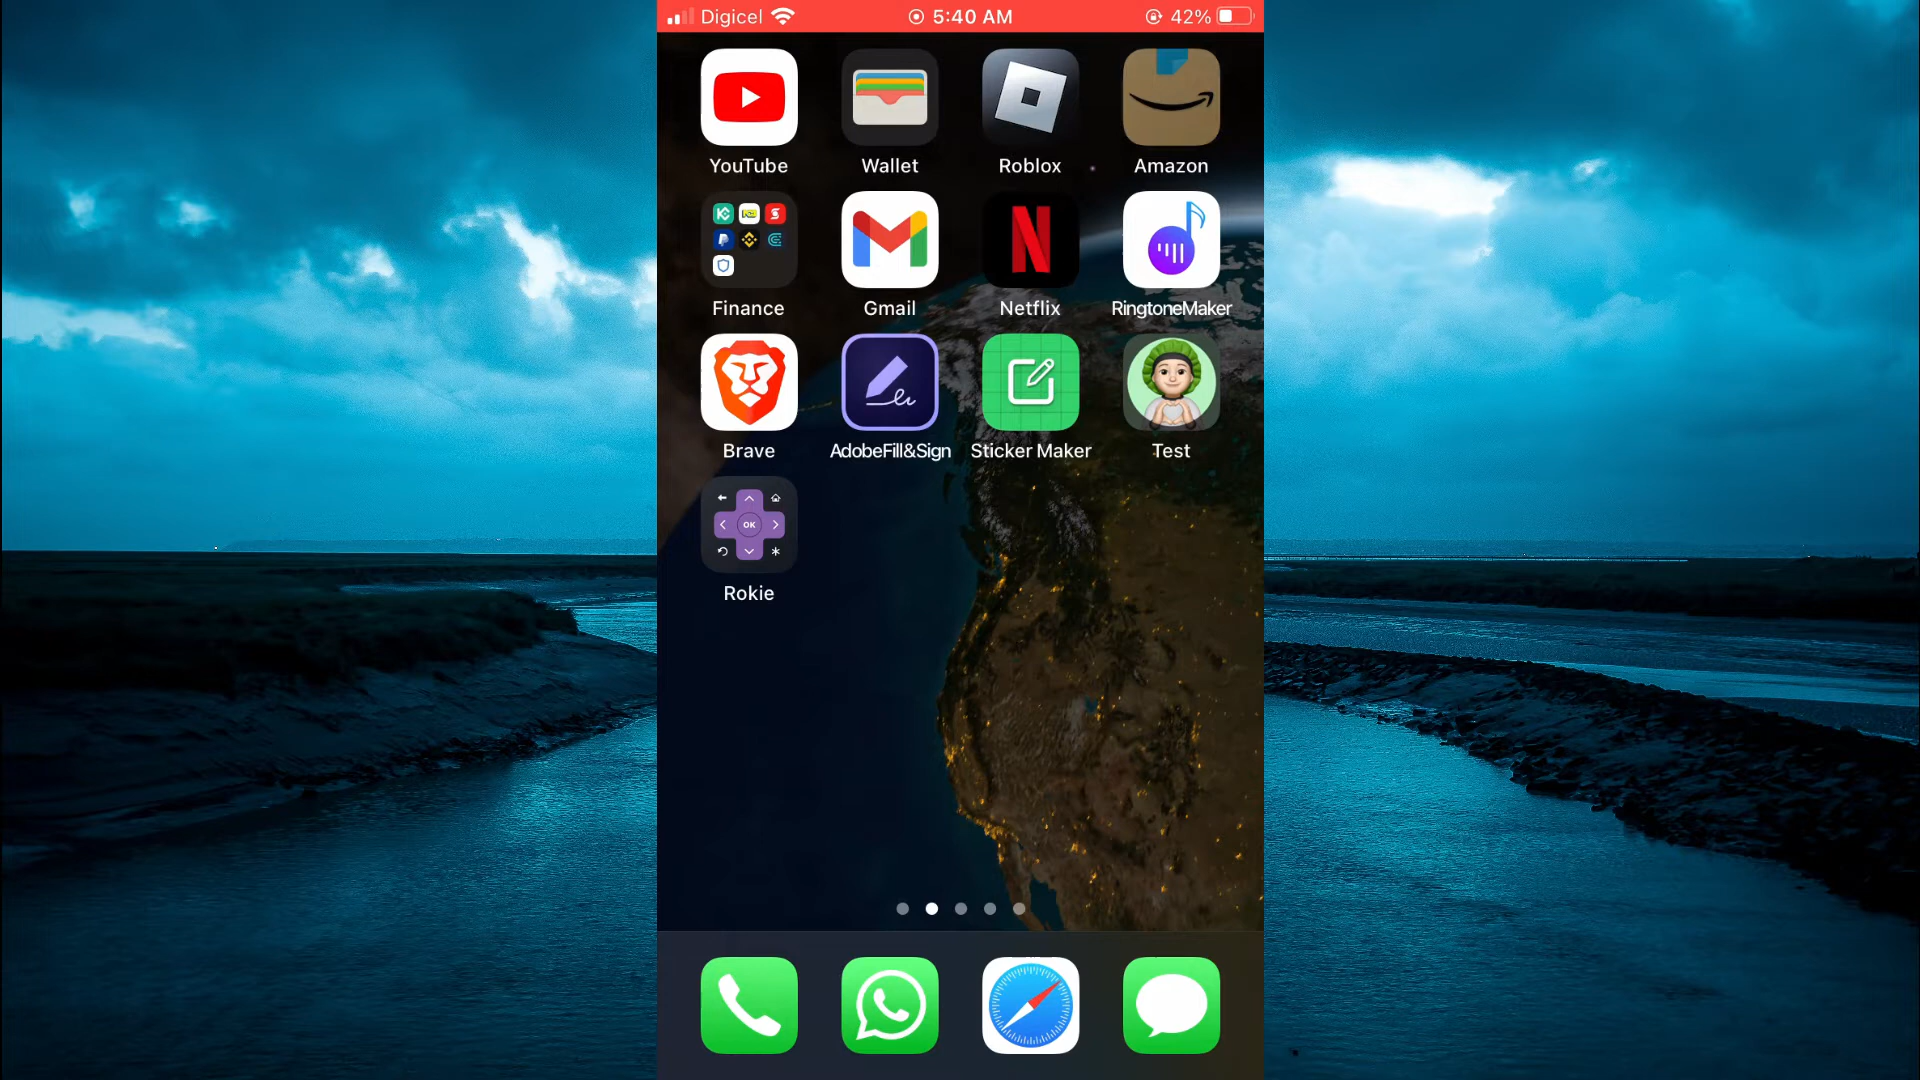 Digicel 5:40 AM 42%
YouTube Wallet Roblox Amazon
Finance Gmail Netflix RingtoneMaker
Brave AdobeFill&Sign Sticker Maker Test
OK
Rokie